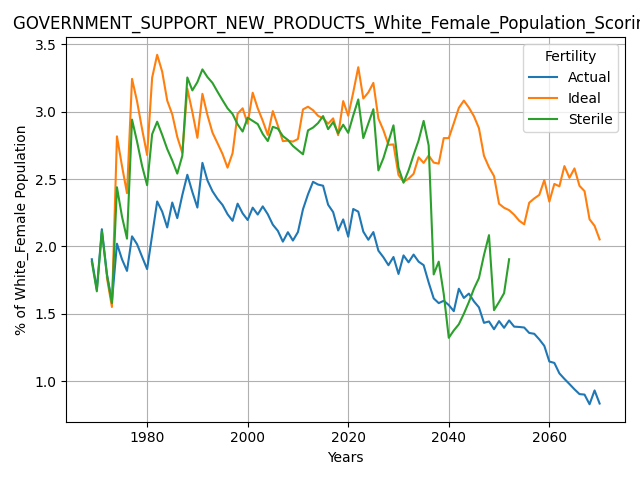 GOVERNMENT_SUPPORT_NEW_PRODUCTS_White_Female_Population_Scorin
3.5
3.0
2.5
2.0
1.5
1.0
% of White_Female Population
Fertility
Actual
Ideal
Sterile
1980
2000
2020
2040
2060
Years